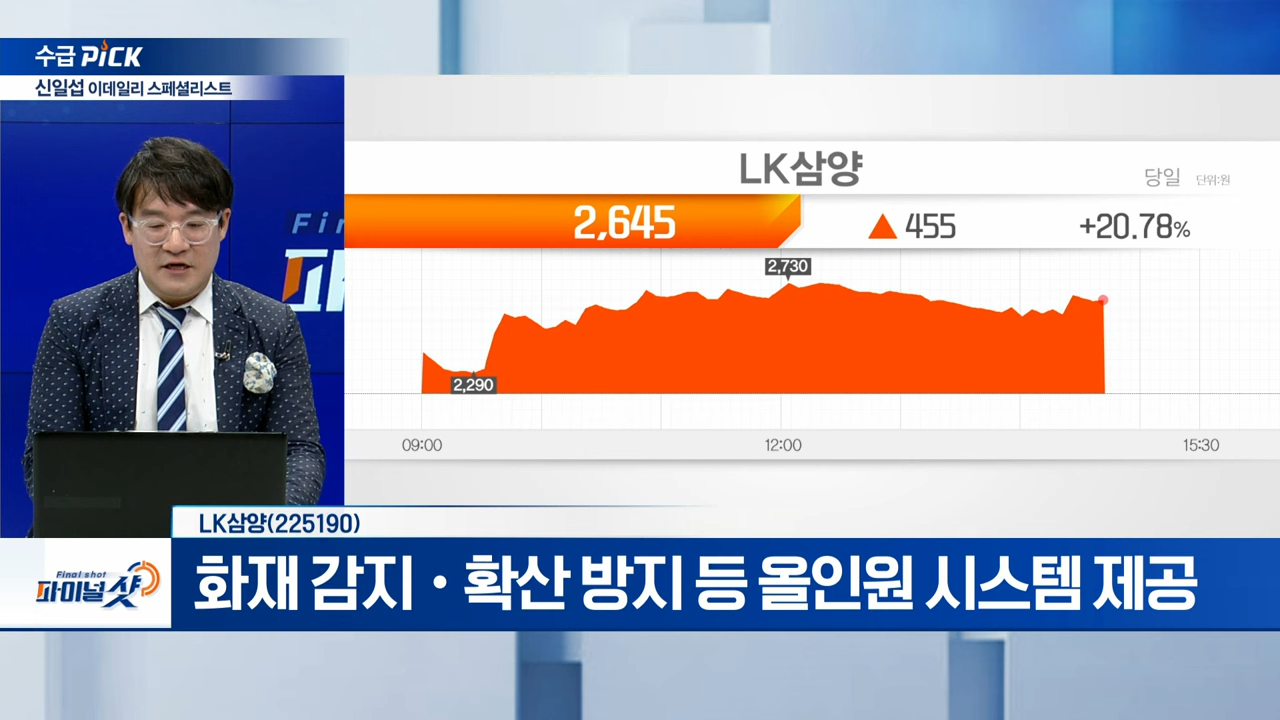 수급 PiCK
신일섭 이데일리 스페셜리스트
Fin
파
LK삼양
당일 단위:원
2,645 ▲ 455 +20.78%
2,730
2,290
09:00 12:00 15:30
LK삼양(225190)
Final shot
파이널샷
화재 감지·확산 방지 등 올인원 시스템 제공